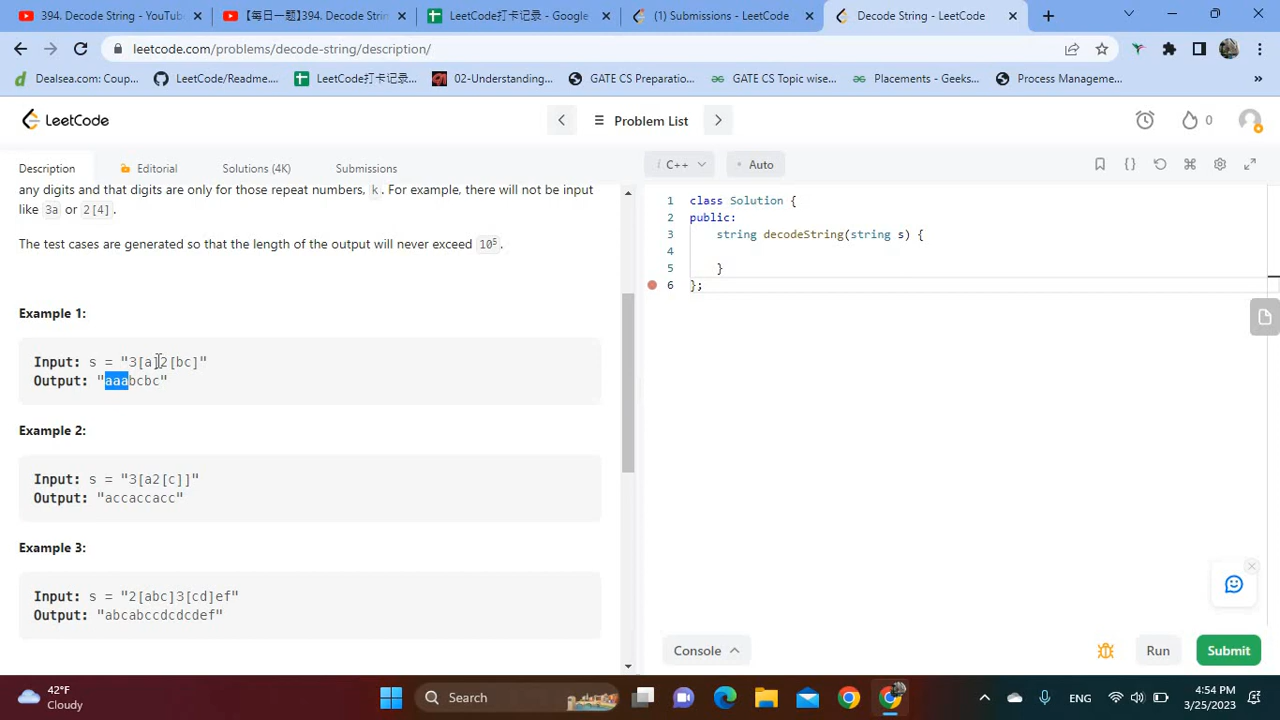 394. Decode String - YouTube
【每日一题】394. Decode Strin
LeetCode打卡记录 - Google
(1) Submissions - LeetCode
Decode String - LeetCode
leetcode.com/problems/decode-string/description/
Dealsea.com: Coup...
LeetCode/Readme....
LeetCode打卡记录...
02-Understanding...
GATE CS Preparatio...
GATE CS Topic wise...
Placements - Geeks...
Process Manageme...
LeetCode
Problem List
0
Description
Editorial
Solutions (4K)
Submissions
i C++
Auto
any digits and that digits are only for those repeat numbers, k. For example, there will not be input
like 3a or 2[4].
The test cases are generated so that the length of the output will never exceed 10⁵.
Example 1:
Input: s = "3[a]2[bc]"
Output: "aaabcbc"
Example 2:
Input: s = "3[a2[c]]"
Output: "accaccacc"
Example 3:
Input: s = "2[abc]3[cd]ef"
Output: "abcabccdcdcdef"
1 class Solution {
2 public:
3 string decodeString(string s) {
4
5 }
6 };
Console
Run
Submit
42°F
Cloudy
Search
ENG
4:54 PM
3/25/2023